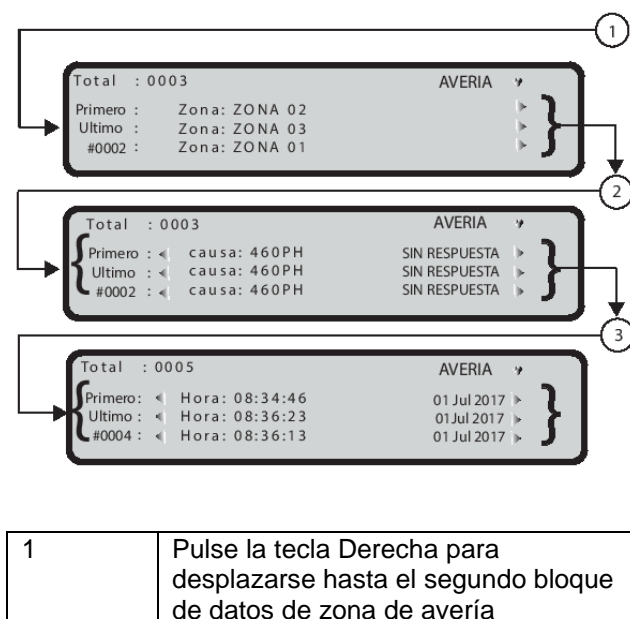 1
Total : 0003 AVERIA
Primero : Zona: ZONA 02
Ultimo : Zona: ZONA 03
#0002 : Zona: ZONA 01
2
Total : 0003 AVERIA
Primero : causa: 460PH SIN RESPUESTA
Ultimo : causa: 460PH SIN RESPUESTA
#0002 : causa: 460PH SIN RESPUESTA
3
Total : 0005 AVERIA
Primero: Hora: 08:34:46 01 Jul 2017
Ultimo : Hora: 08:36:23 01Jul 2017
#0004 : Hora: 08:36:13 01 Jul 2017
1 Pulse la tecla Derecha para
desplazarse hasta el segundo bloque
de datos de zona de avería